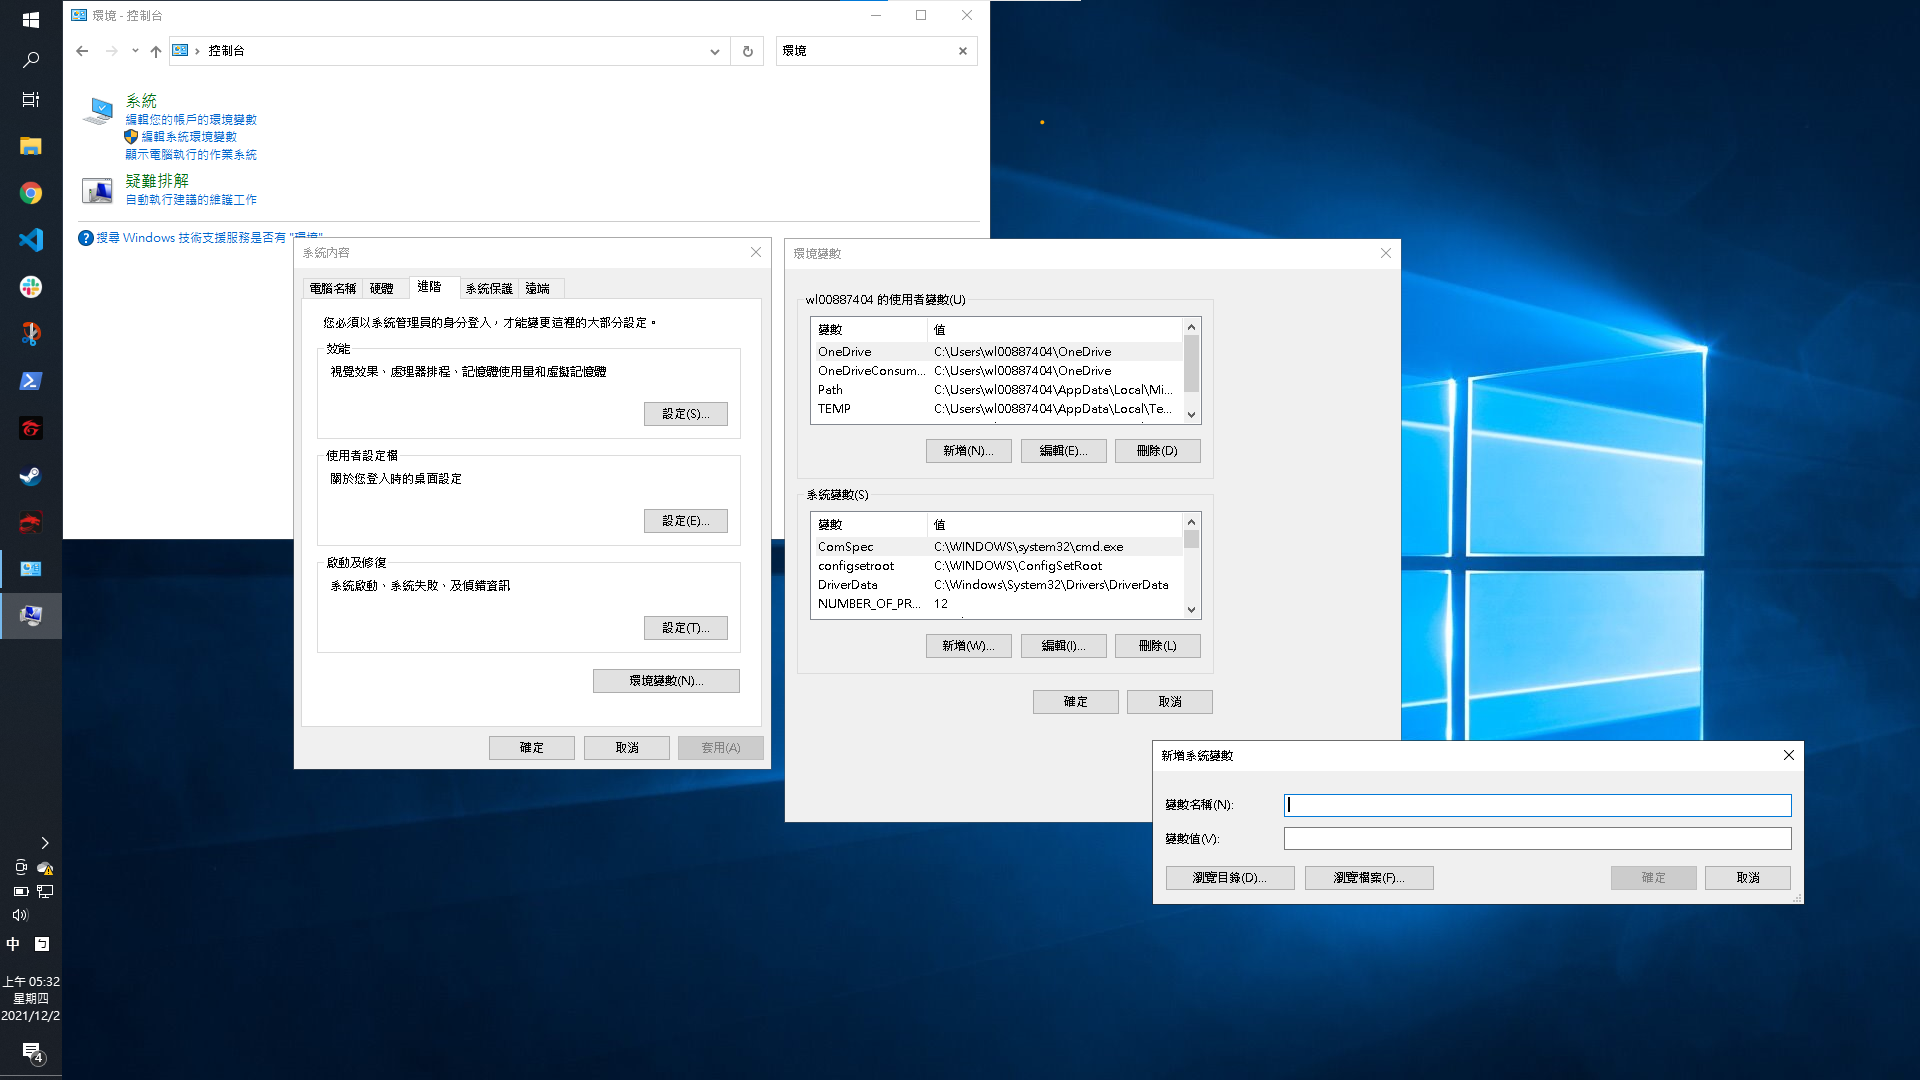 環境 - 控制台
控制台
環境
系統
編輯您的帳戶的環境變數
編輯系統環境變數
顯示電腦執行的作業系統
疑難排解
自動執行建議的維護工作
搜尋 Windows 技術支援服務是否有 "環境"
系統內容
電腦名稱 硬體 進階 系統保護 遠端
您必須以系統管理員的身分登入，才能變更這裡的大部分設定。
效能
視覺效果、處理器排程、記憶體使用量和虛擬記憶體
設定(S)...
使用者設定檔
關於您登入時的桌面設定
設定(E)...
啟動及修復
系統啟動、系統失敗、及偵錯資訊
設定(T)...
環境變數(N)...
確定 取消 套用(A)
環境變數
wl00887404 的使用者變數(U)
變數 值
OneDrive C:\Users\wl00887404\OneDrive
OneDriveConsum... C:\Users\wl00887404\OneDrive
Path C:\Users\wl00887404\AppData\Local\Mi...
TEMP C:\Users\wl00887404\AppData\Local\Te...
新增(N)... 編輯(E)... 刪除(D)
系統變數(S)
變數 值
ComSpec C:\WINDOWS\system32\cmd.exe
configsetroot C:\WINDOWS\ConfigSetRoot
DriverData C:\Windows\System32\Drivers\DriverData
NUMBER_OF_PR... 12
新增(W)... 編輯(I)... 刪除(L)
確定 取消
新增系統變數
變數名稱(N):
變數值(V):
瀏覽目錄(D)... 瀏覽檔案(F)... 確定 取消
中 ㄅ
上午 05:32
星期四
2021/12/2
4